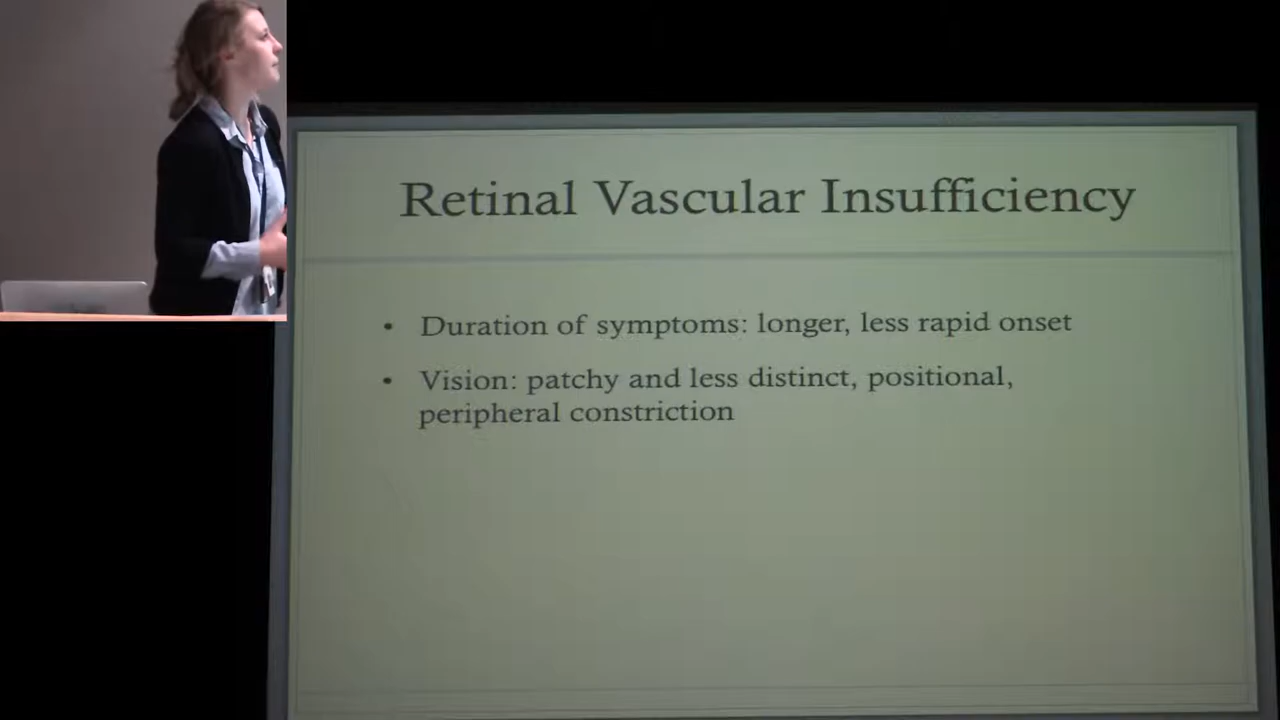 Retinal Vascular Insufficiency
• Duration of symptoms: longer, less rapid onset
• Vision: patchy and less distinct, positional,
peripheral constriction